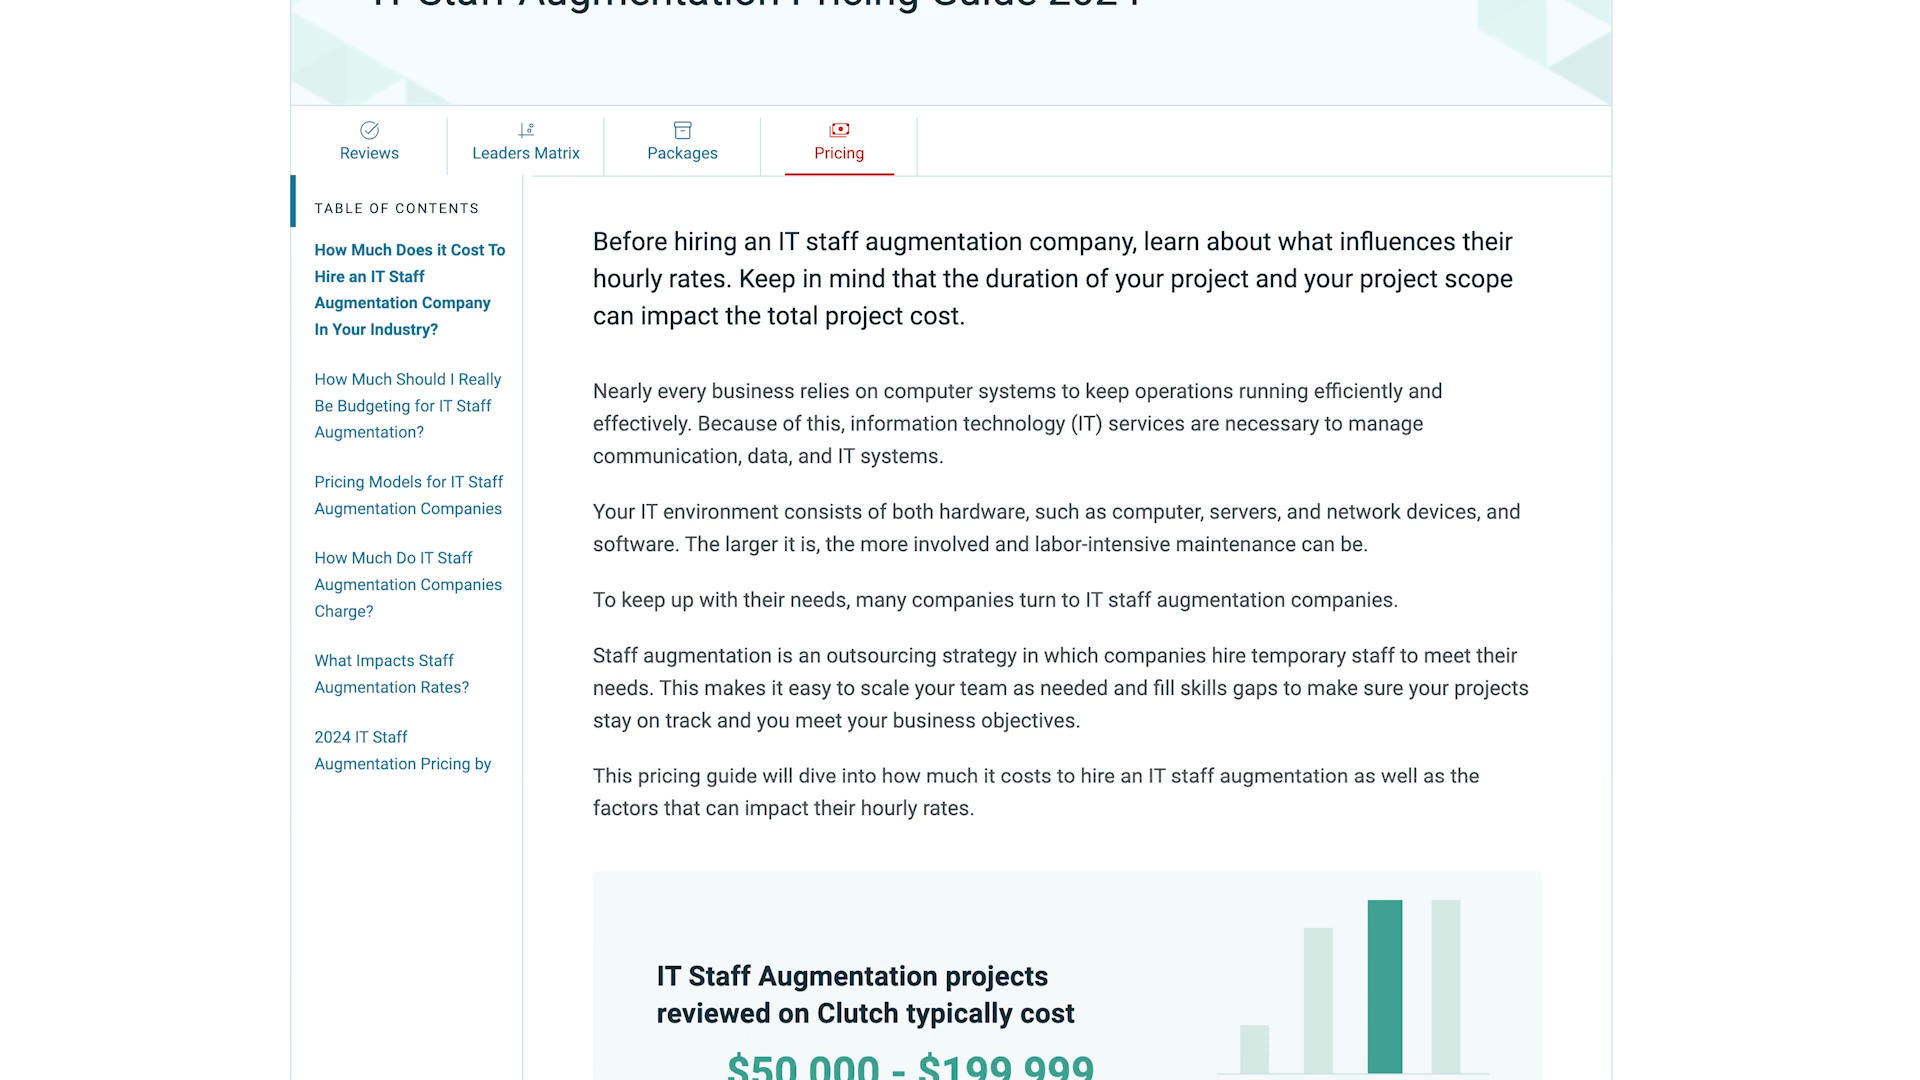 IT Staff Augmentation Pricing Guide 2024
Reviews
Leaders Matrix
Packages
Pricing
TABLE OF CONTENTS
How Much Does it Cost To
Hire an IT Staff
Augmentation Company
In Your Industry?
How Much Should I Really
Be Budgeting for IT Staff
Augmentation?
Pricing Models for IT Staff
Augmentation Companies
How Much Do IT Staff
Augmentation Companies
Charge?
What Impacts Staff
Augmentation Rates?
2024 IT Staff
Augmentation Pricing by
Before hiring an IT staff augmentation company, learn about what influences their
hourly rates. Keep in mind that the duration of your project and your project scope
can impact the total project cost.
Nearly every business relies on computer systems to keep operations running efficiently and
effectively. Because of this, information technology (IT) services are necessary to manage
communication, data, and IT systems.
Your IT environment consists of both hardware, such as computer, servers, and network devices, and
software. The larger it is, the more involved and labor-intensive maintenance can be.
To keep up with their needs, many companies turn to IT staff augmentation companies.
Staff augmentation is an outsourcing strategy in which companies hire temporary staff to meet their
needs. This makes it easy to scale your team as needed and fill skills gaps to make sure your projects
stay on track and you meet your business objectives.
This pricing guide will dive into how much it costs to hire an IT staff augmentation as well as the
factors that can impact their hourly rates.
IT Staff Augmentation projects
reviewed on Clutch typically cost
$50,000 - $199,999